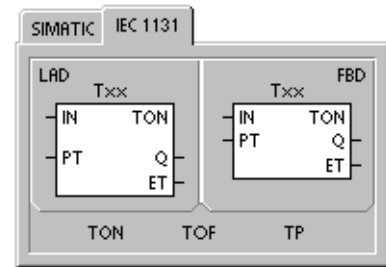 SIMATIC IEC 1131
LAD FBD
Txx Txx
IN TON IN TON
PT Q PT Q
ET ET
TON TOF TP